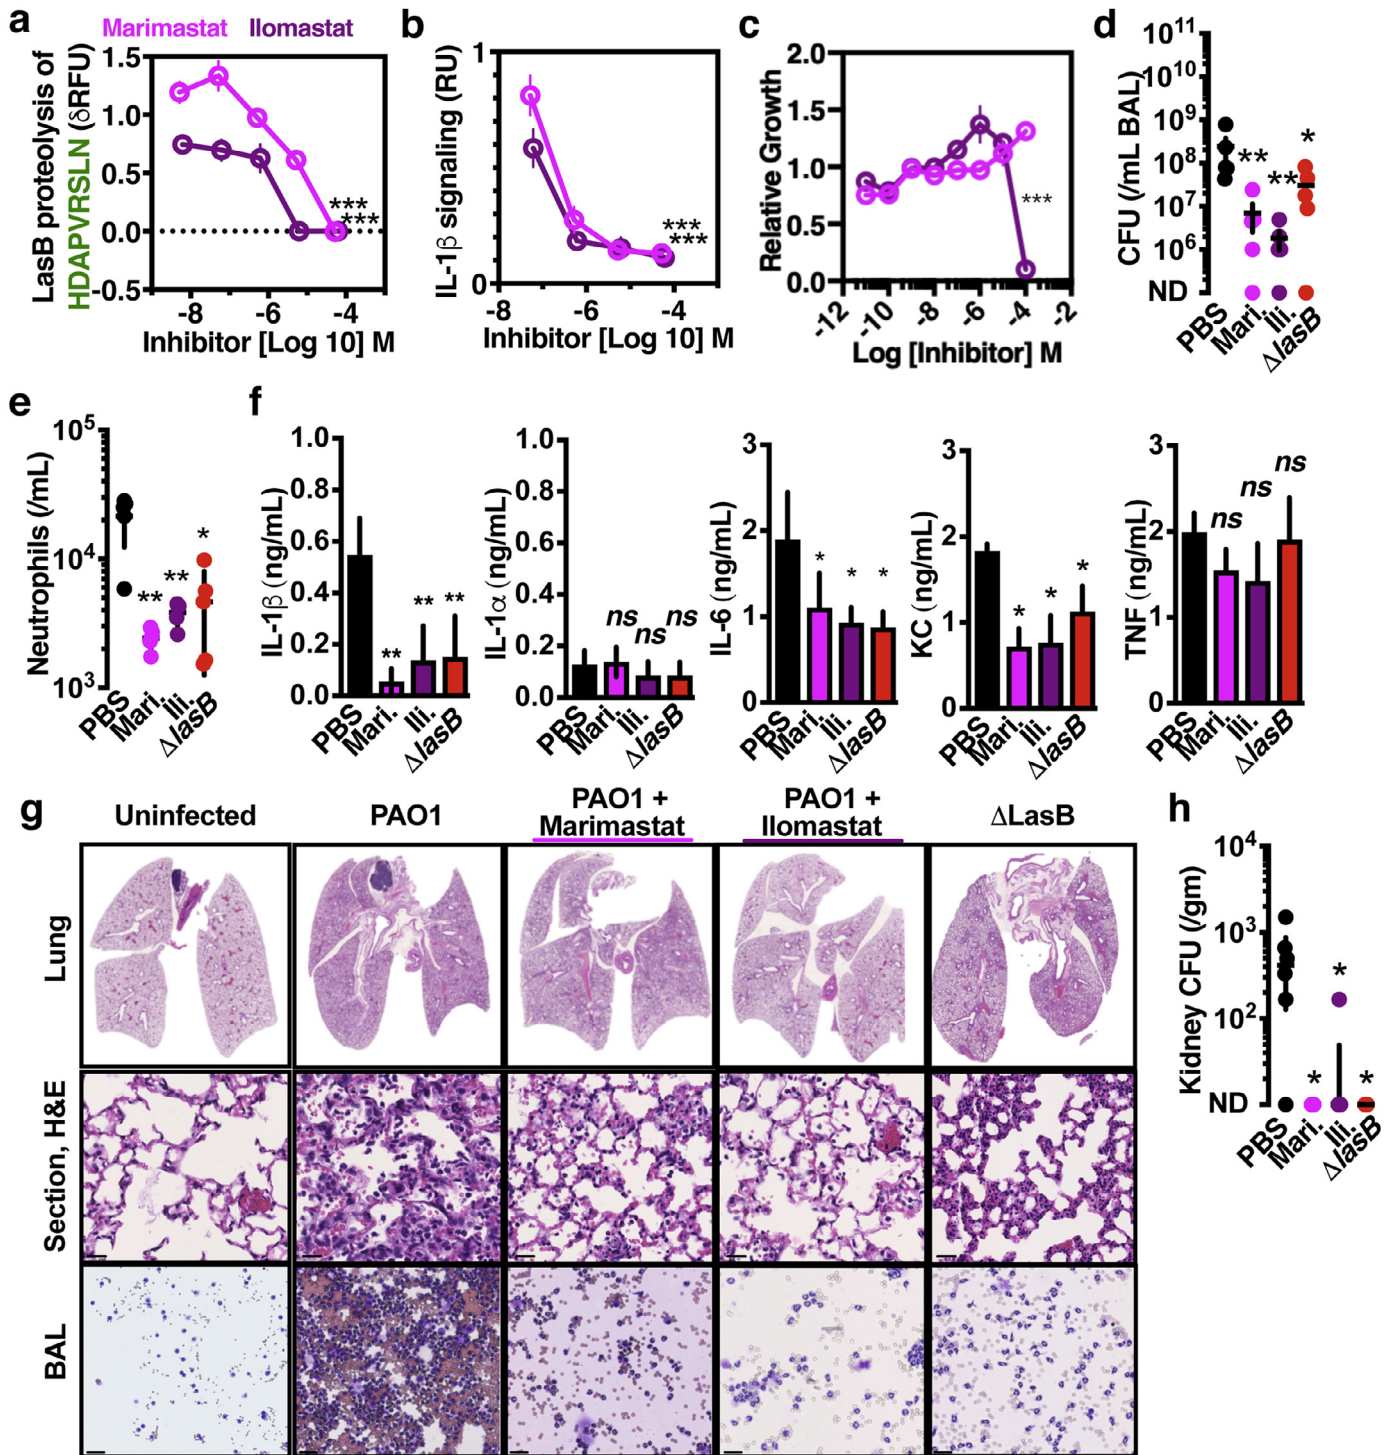 a
Marimastat Ilomastat
LasB proteolysis of
HDAPVRSLN (δRFU)
1.5
1.0
0.5
0.0
-0.5
***
***
-8 -6 -4 -2
Inhibitor [Log 10] M
b
IL-1β signaling (RU)
1
0
***
***
-8 -6 -4 -2
Inhibitor [Log 10] M
c
Relative Growth
2.0
1.5
1.0
0.5
0.0
***
-12 -10 -8 -6 -4 -2
Log [Inhibitor] M
d
CFU (/mL BAL)
10^11
10^10
10^9
10^8
10^7
10^6
ND
** ** *
PBS Mari. Ili. ΔlasB
e
Neutrophils (/mL)
10^5
10^4
10^3
** ** *
PBS Mari. Ili. ΔlasB
f
IL-1β (ng/mL)
1.0
0.8
0.6
0.4
0.2
0.0
** ** **
PBS Mari. Ili. ΔlasB
IL-1α (ng/mL)
1.0
0.8
0.6
0.4
0.2
0.0
ns ns ns
PBS Mari. Ili. ΔlasB
IL-6 (ng/mL)
3
2
1
0
* * *
PBS Mari. Ili. ΔlasB
KC (ng/mL)
3
2
1
0
* * *
PBS Mari. Ili. ΔlasB
TNF (ng/mL)
3
2
1
0
ns ns ns
PBS Mari. Ili. ΔlasB
g
Uninfected
PAO1
PAO1 +
Marimastat
PAO1 +
Ilomastat
ΔLasB
Lung
Section, H&E
BAL
h
Kidney CFU (/gm)
10^4
10^3
10^2
ND
* * *
PBS Mari. Ili. ΔlasB